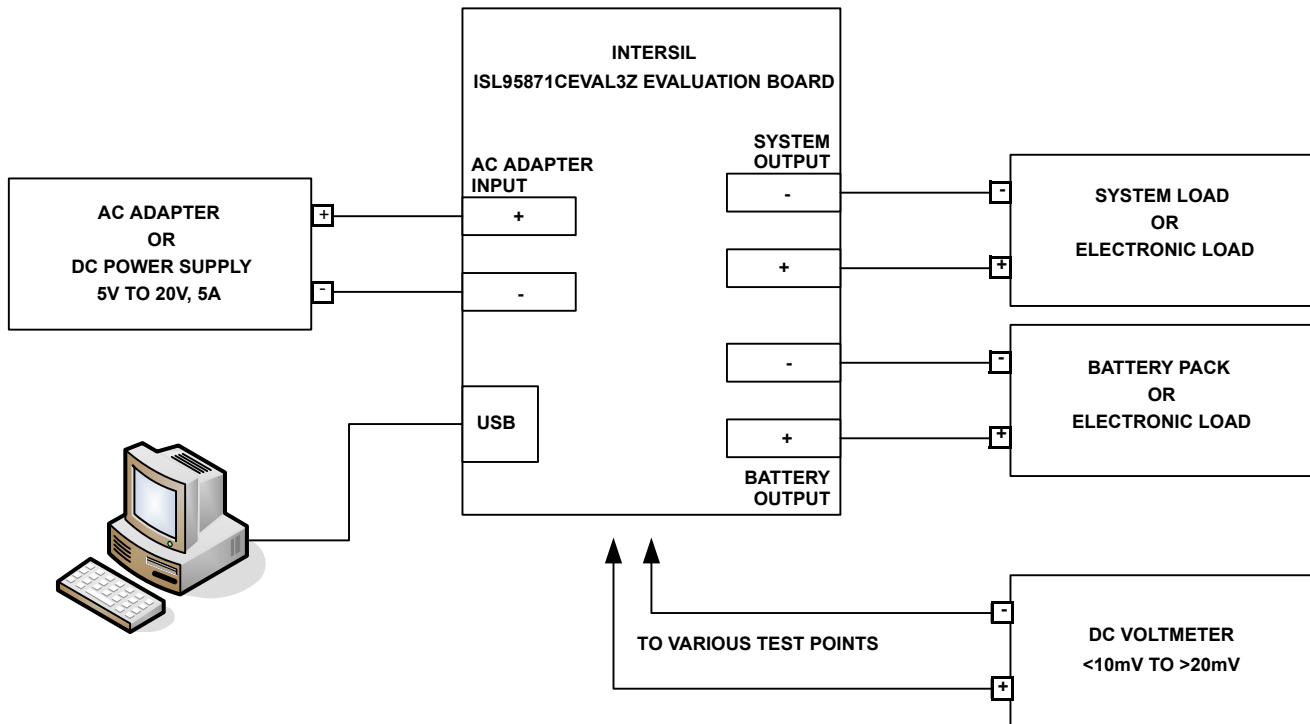 INTERSIL
ISL95871CEVAL3Z EVALUATION BOARD
AC ADAPTER
INPUT
+
-
USB
SYSTEM
OUTPUT
-
+
-
+
BATTERY
OUTPUT
AC ADAPTER
OR
DC POWER SUPPLY
5V TO 20V, 5A
+
-
-
+
SYSTEM LOAD
OR
ELECTRONIC LOAD
-
+
BATTERY PACK
OR
ELECTRONIC LOAD
TO VARIOUS TEST POINTS
-
+
DC VOLTMETER
<10mV TO >20mV